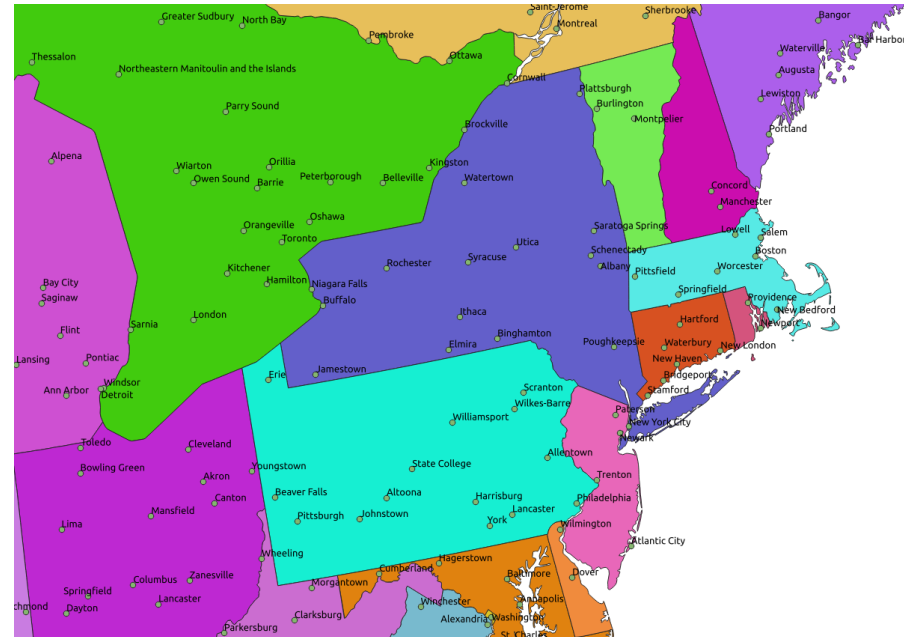 Saint-Jerome
Sherbrooke
Greater Sudbury
North Bay
Montreal
Bangor
Pembroke
Bar Harbor
Waterville
Ottawa
Thessalon
Northeastern Manitoulin and the Islands
Augusta
Cornwall
Plattsburgh
Lewiston
Burlington
Parry Sound
Montpelier
Brockville
Portland
Alpena
Orillia
Kingston
Wiarton
Owen Sound
Barrie
Peterborough
Belleville
Watertown
Concord
Manchester
Oshawa
Orangeville
Saratoga Springs
Lowell
Salem
Toronto
Utica
Boston
Schenectady
Rochester
Syracuse
Albany
Kitchener
Pittsfield
Worcester
Bay City
Hamilton
Niagara Falls
Springfield
Saginaw
Buffalo
Providence
New Bedford
London
Ithaca
Hartford
Newport
Flint
Sarnia
Binghamton
Waterbury
Poughkeepsie
Elmira
New London
Lansing
Pontiac
New Haven
Jamestown
Erie
Bridgeport
Windsor
Ann Arbor
Detroit
Scranton
Stamford
Wilkes-Barre
Williamsport
Paterson
New York City
Newark
Toledo
Cleveland
Allentown
Bowling Green
Youngstown
State College
Akron
Trenton
Beaver Falls
Altoona
Canton
Harrisburg
Philadelphia
Mansfield
Lancaster
Lima
Pittsburgh
Johnstown
York
Wilmington
Atlantic City
Wheeling
Hagerstown
Cumberland
Columbus
Zanesville
Morgantown
Baltimore
Dover
Springfield
Lancaster
Winchester
Annapolis
chmond
Dayton
Clarksburg
Alexandria
Washington
Parkersburg
St. Charles